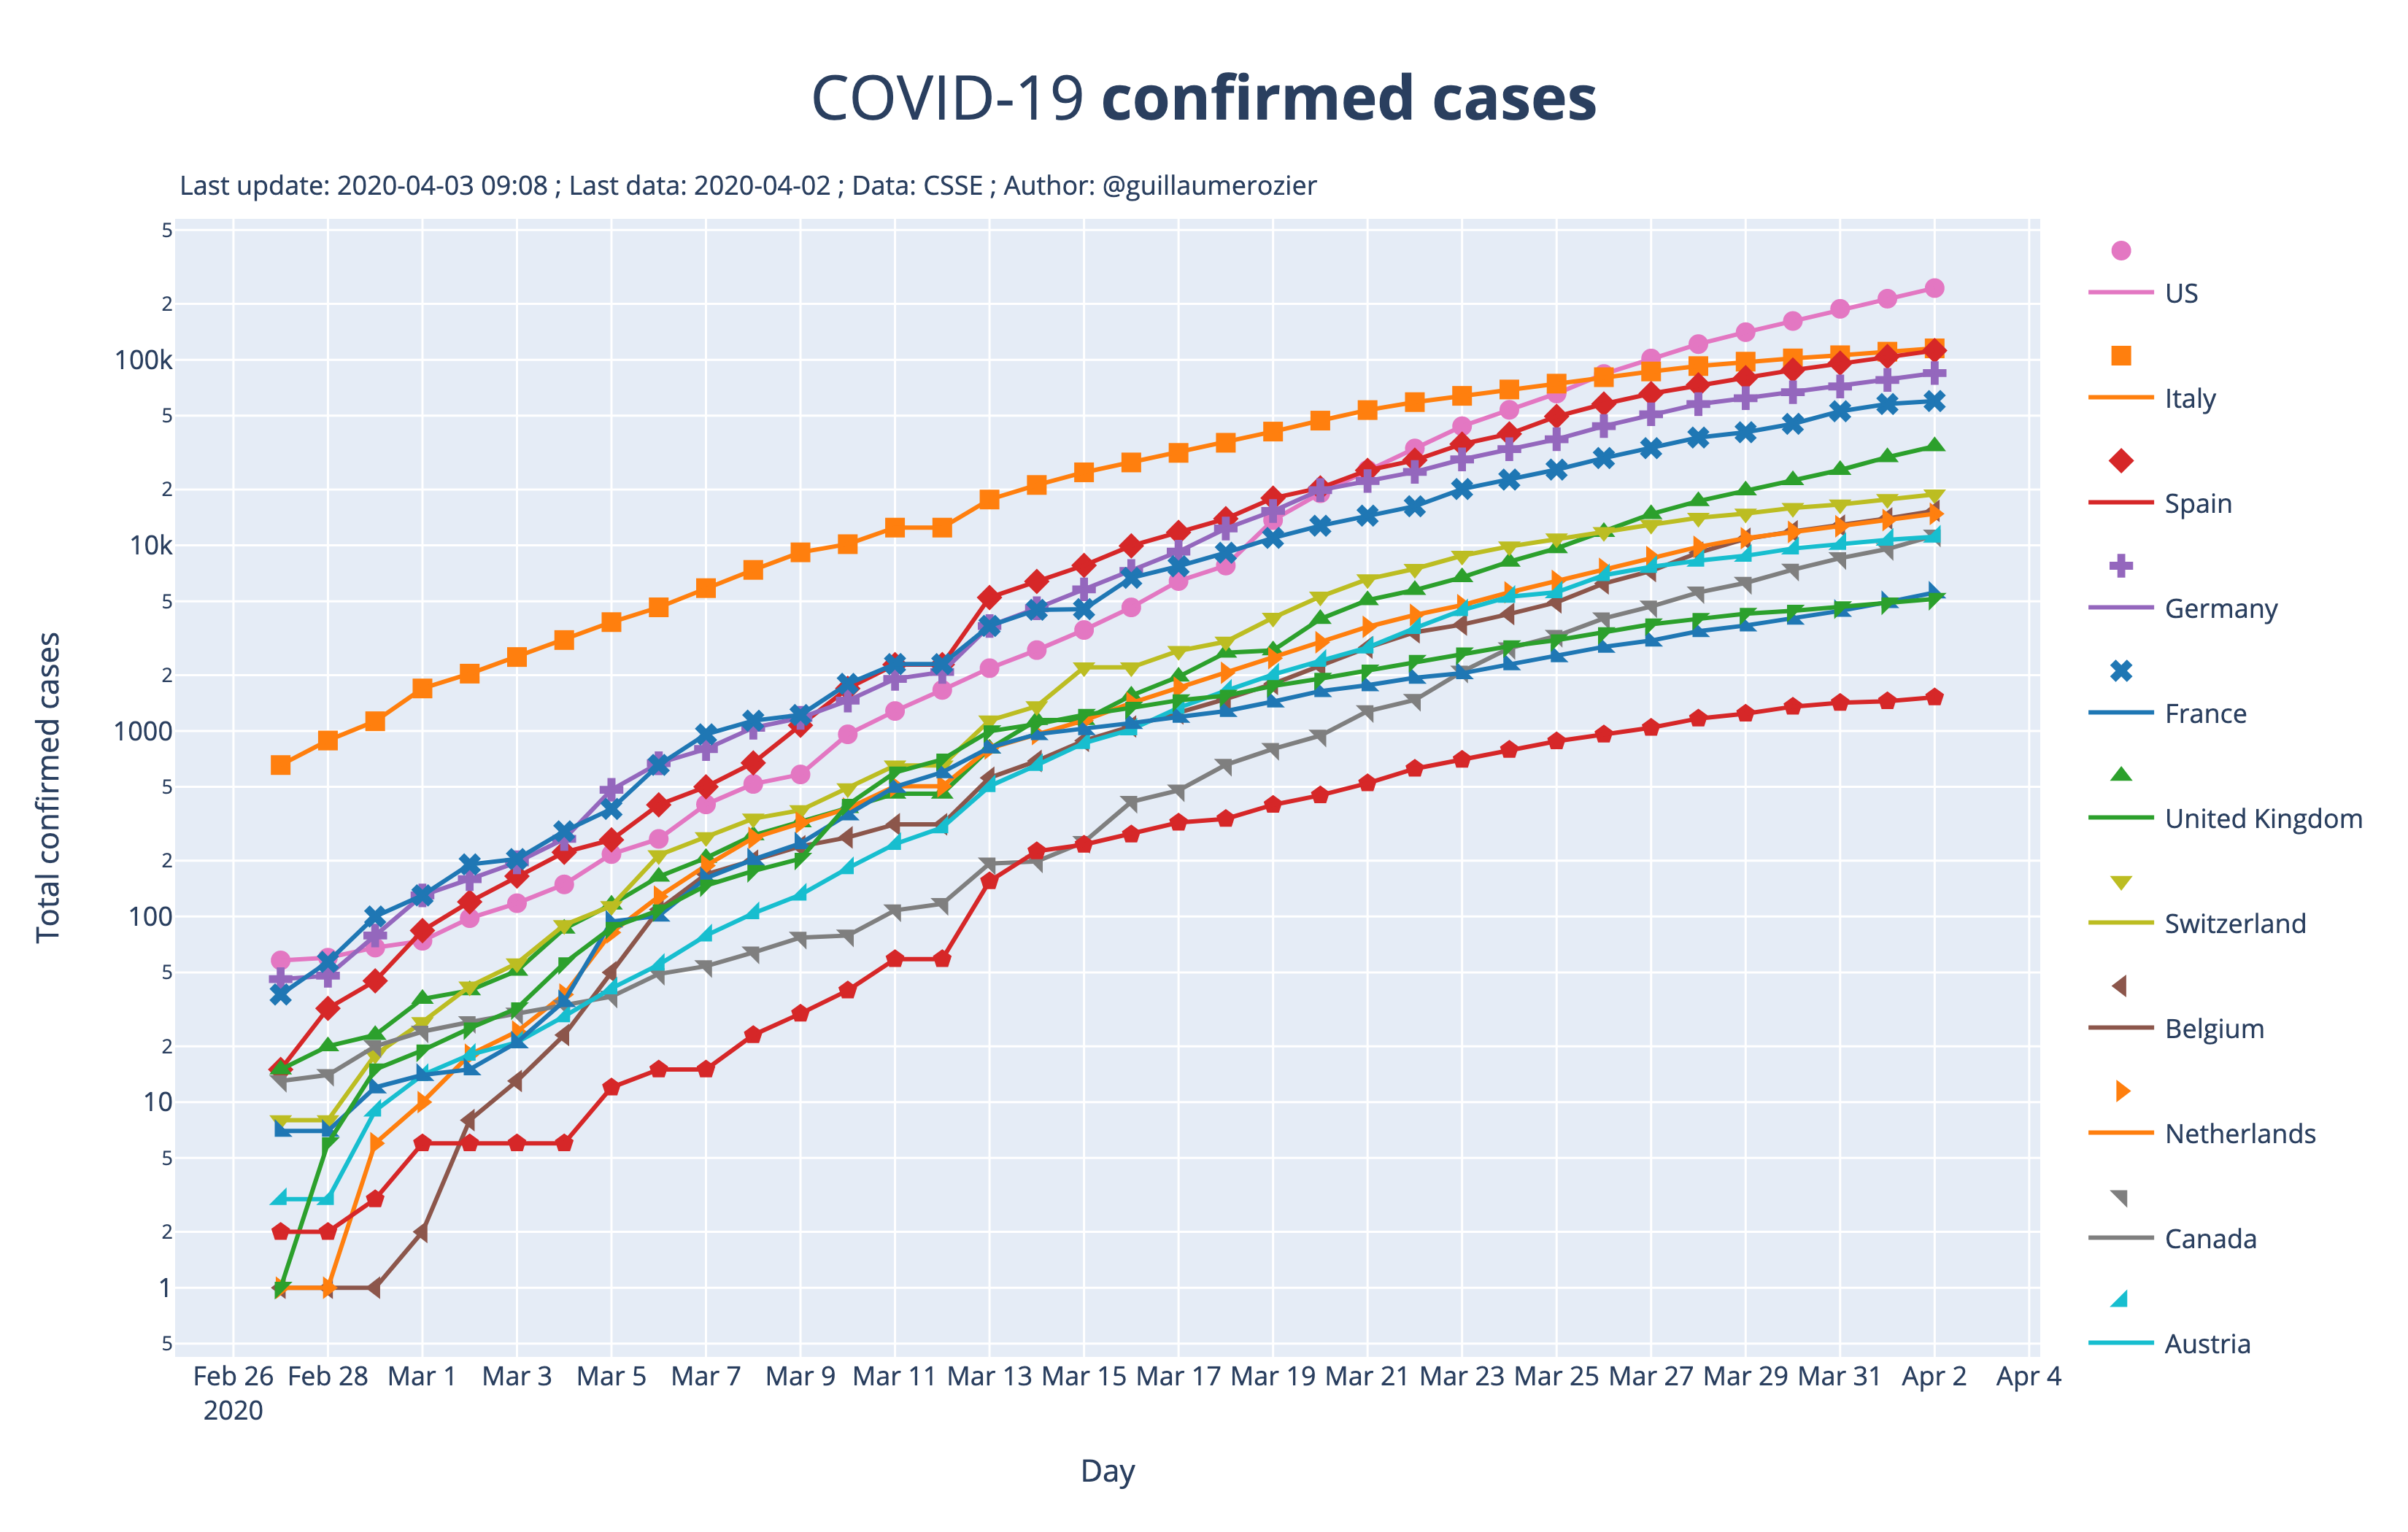 COVID-19 confirmed cases
Last update: 2020-04-03 09:08 ; Last data: 2020-04-02 ; Data: CSSE ; Author: @guillaumerozier
Total confirmed cases
5
2
100k
5
2
10k
5
2
1000
5
2
100
5
2
10
5
2
1
5
Feb 26 Feb 28 Mar 1 Mar 3 Mar 5 Mar 7 Mar 9 Mar 11 Mar 13 Mar 15 Mar 17 Mar 19 Mar 21 Mar 23 Mar 25 Mar 27 Mar 29 Mar 31 Apr 2 Apr 4
2020
Day
US
Italy
Spain
Germany
France
United Kingdom
Switzerland
Belgium
Netherlands
Canada
Austria